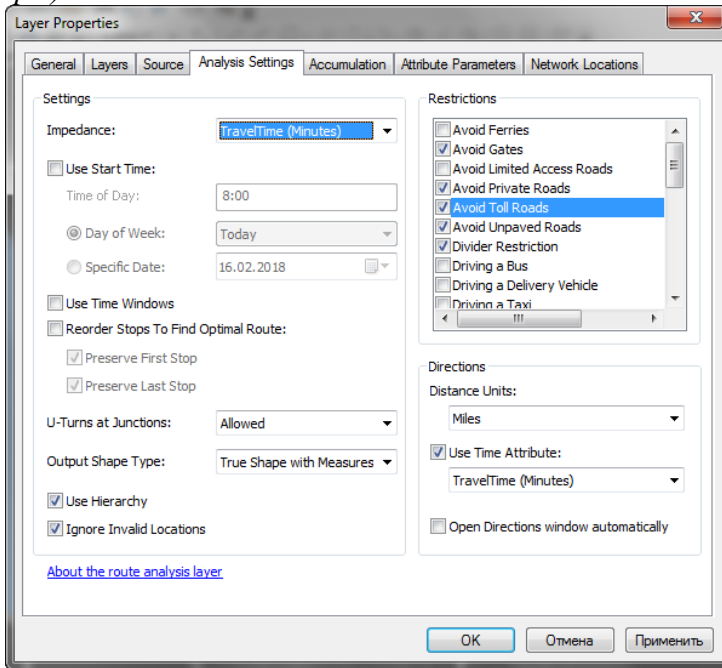 Layer Properties
General Layers Source Analysis Settings Accumulation Attribute Parameters Network Locations
Settings
Impedance: TravelTime (Minutes)
Use Start Time:
Time of Day: 8:00
Day of Week: Today
Specific Date: 16.02.2018
Use Time Windows
Reorder Stops To Find Optimal Route:
Preserve First Stop
Preserve Last Stop
U-Turns at Junctions: Allowed
Output Shape Type: True Shape with Measures
Use Hierarchy
Ignore Invalid Locations
About the route analysis layer
Restrictions
Avoid Ferries
Avoid Gates
Avoid Limited Access Roads
Avoid Private Roads
Avoid Toll Roads
Avoid Unpaved Roads
Divider Restriction
Driving a Bus
Driving a Delivery Vehicle
Driving a Taxi
Directions
Distance Units:
Miles
Use Time Attribute:
TravelTime (Minutes)
Open Directions window automatically
OK Отмена Применить